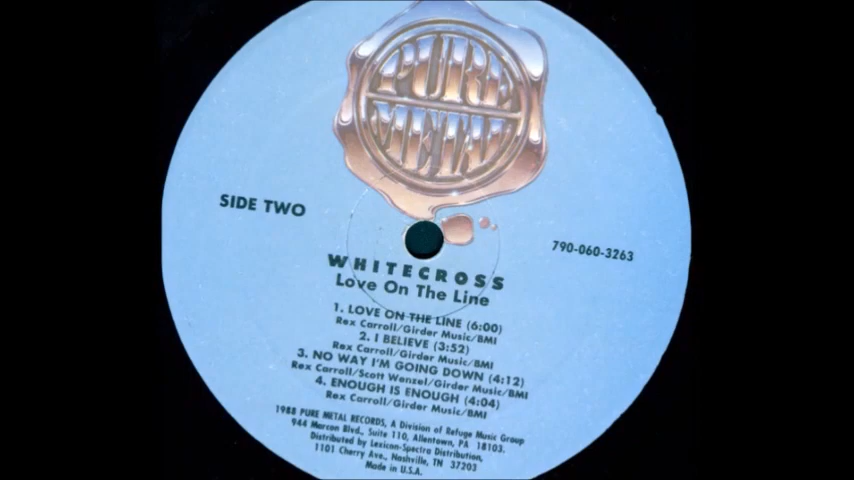 PURE
METAL
SIDE TWO
790-060-3263
WHITECROSS
Love On The Line
1. LOVE ON THE LINE (6:00)
Rex Carroll/Girder Music/BMI
2. I BELIEVE (3:52)
Rex Carroll/Girder Music/BMI
3. NO WAY I'M GOING DOWN (4:12)
Rex Carroll/Scott Wenzel/Girder Music/BMI
4. ENOUGH IS ENOUGH (4:04)
Rex Carroll/Girder Music/BMI
1988 PURE METAL RECORDS, A Division of Refuge Music Group
944 Marcon Blvd., Suite 110, Allentown, PA 18103.
Distributed by Lexicon-Spectra Distribution,
1101 Cherry Ave., Nashville, TN 37203
Made in U.S.A.